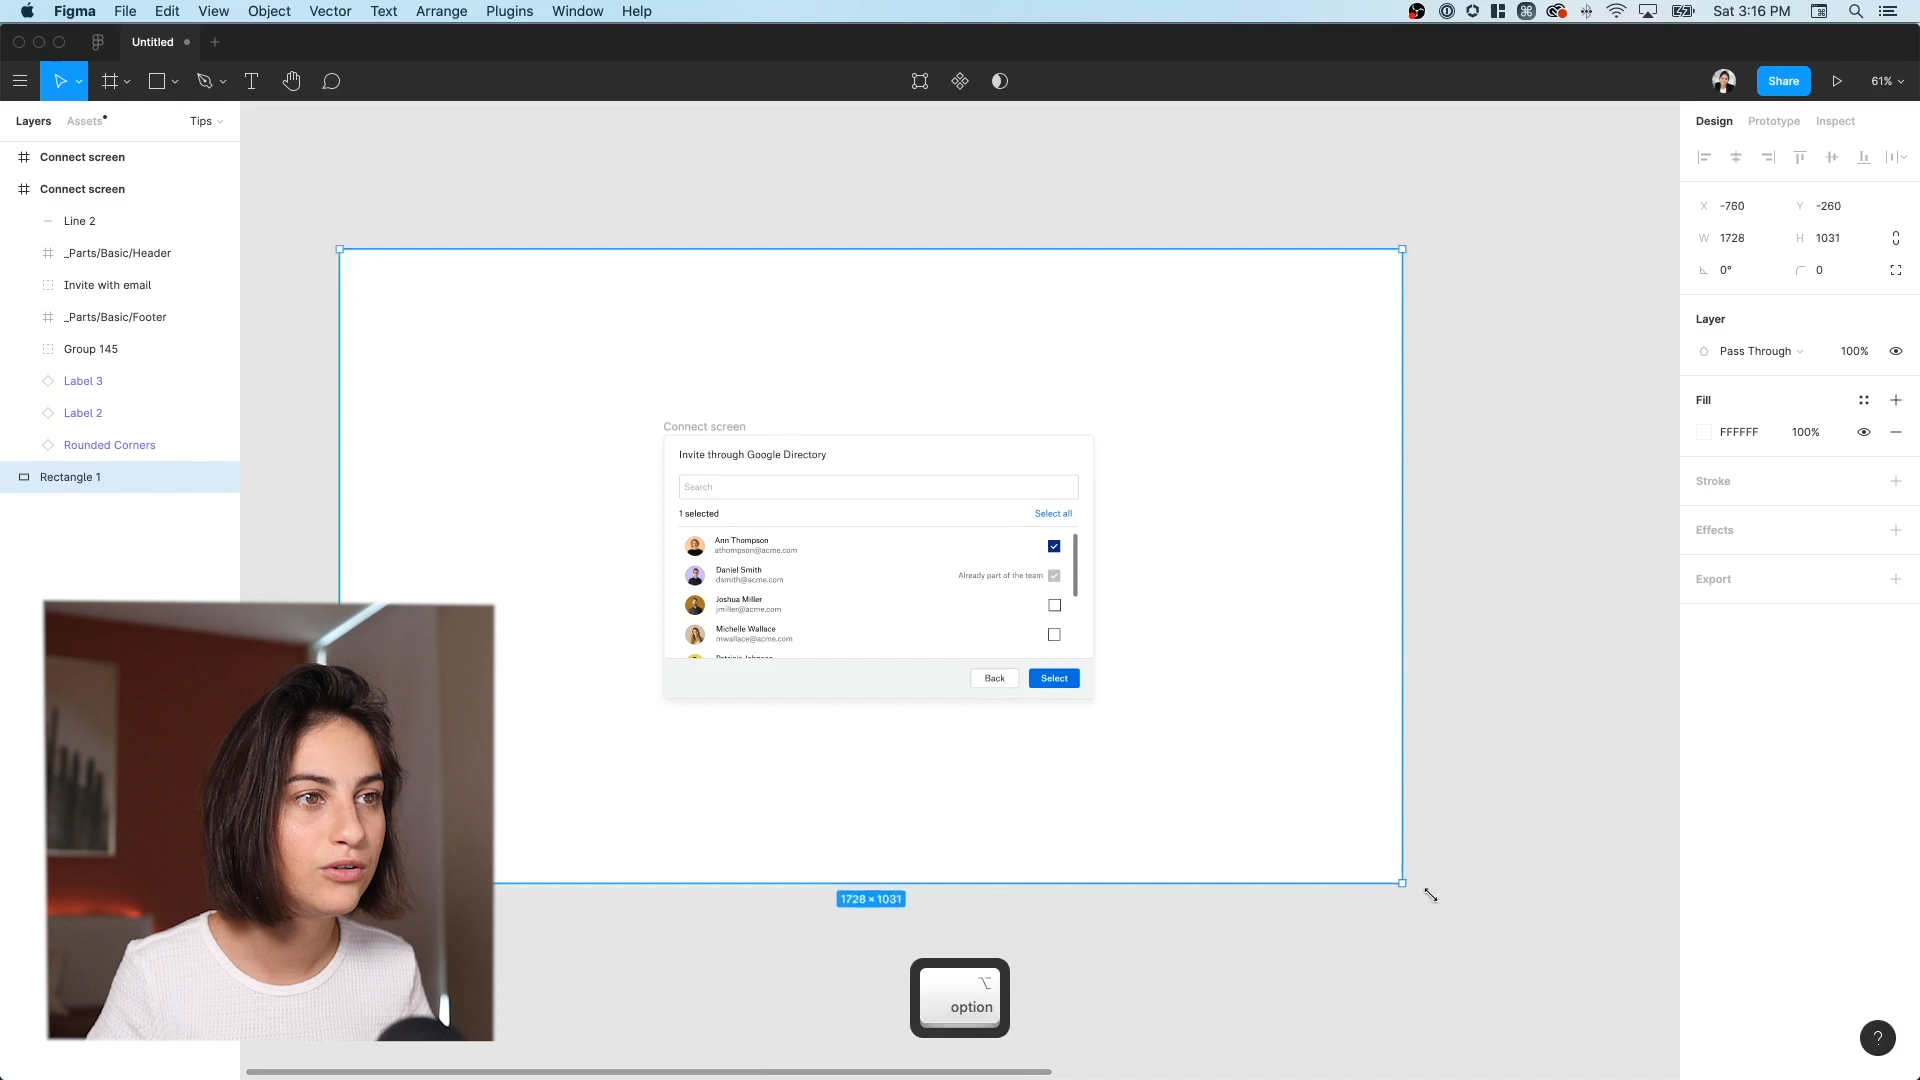 Figma File Edit View Object Vector Text Arrange Plugins Window Help
Sat 3:16 PM
Untitled
Share
61%
Layers Assets Tips
Connect screen
Connect screen
Line 2
_Parts/Basic/Header
Invite with email
_Parts/Basic/Footer
Group 145
Label 3
Label 2
Rounded Corners
Rectangle 1
Connect screen
Invite through Google Directory
Search
1 selected Select all
Ann Thompson
athompson@acme.com
Daniel Smith
dsmith@acme.com
Already part of the team
Joshua Miller
jmiller@acme.com
Michelle Wallace
mwallace@acme.com
Back Select
1728 × 1031
option
Design Prototype Inspect
X -760 Y -260
W 1728 H 1031
0° 0
Layer
Pass Through 100%
Fill
FFFFFF 100%
Stroke
Effects
Export
?